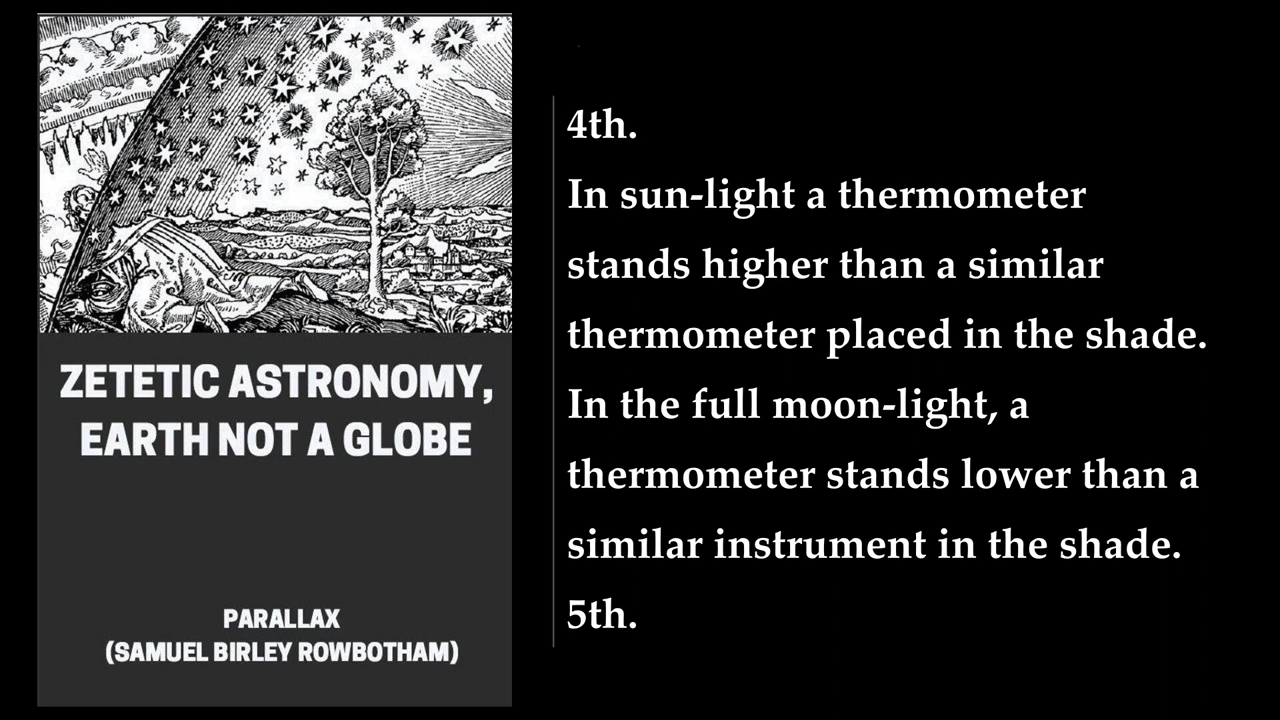 ZETETIC ASTRONOMY,
EARTH NOT A GLOBE
PARALLAX
(SAMUEL BIRLEY ROWBOTHAM)
4th.
In sun-light a thermometer
stands higher than a similar
thermometer placed in the shade.
In the full moon-light, a
thermometer stands lower than a
similar instrument in the shade.
5th.